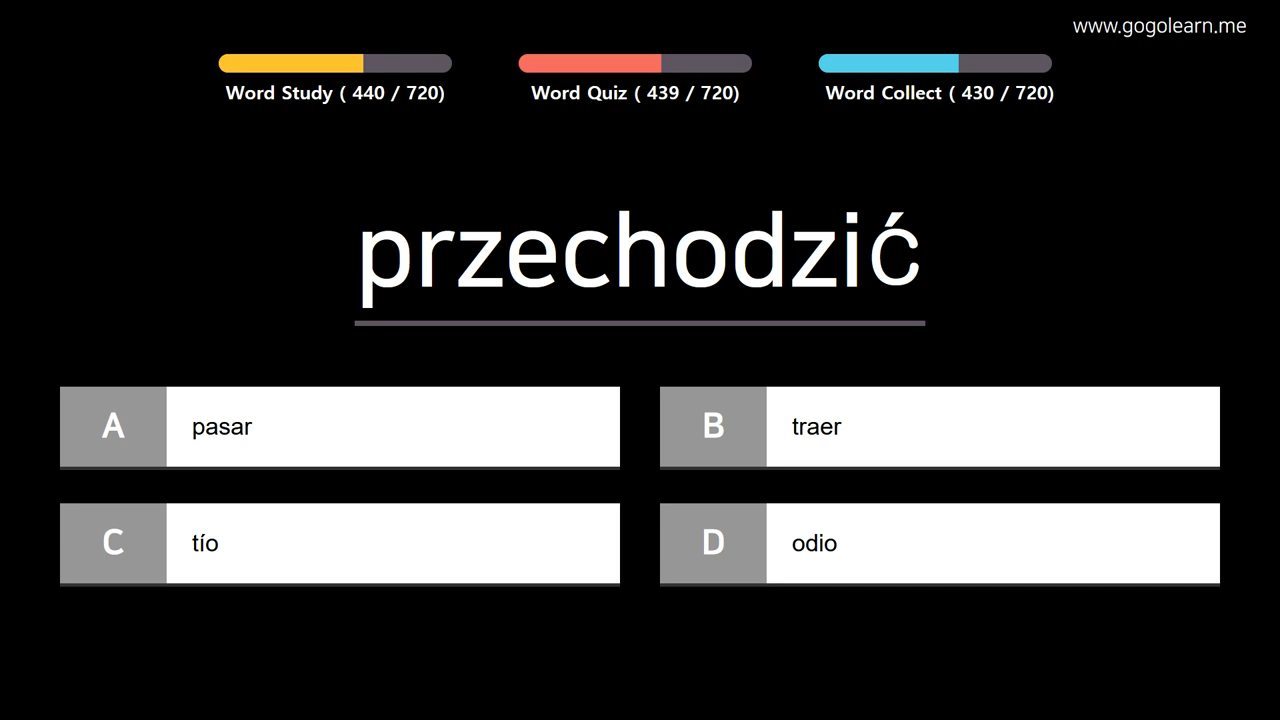 www.gogolearn.me
Word Study ( 440 / 720)
Word Quiz ( 439 / 720)
Word Collect ( 430 / 720)
przechodzić
A pasar
B traer
C tío
D odio